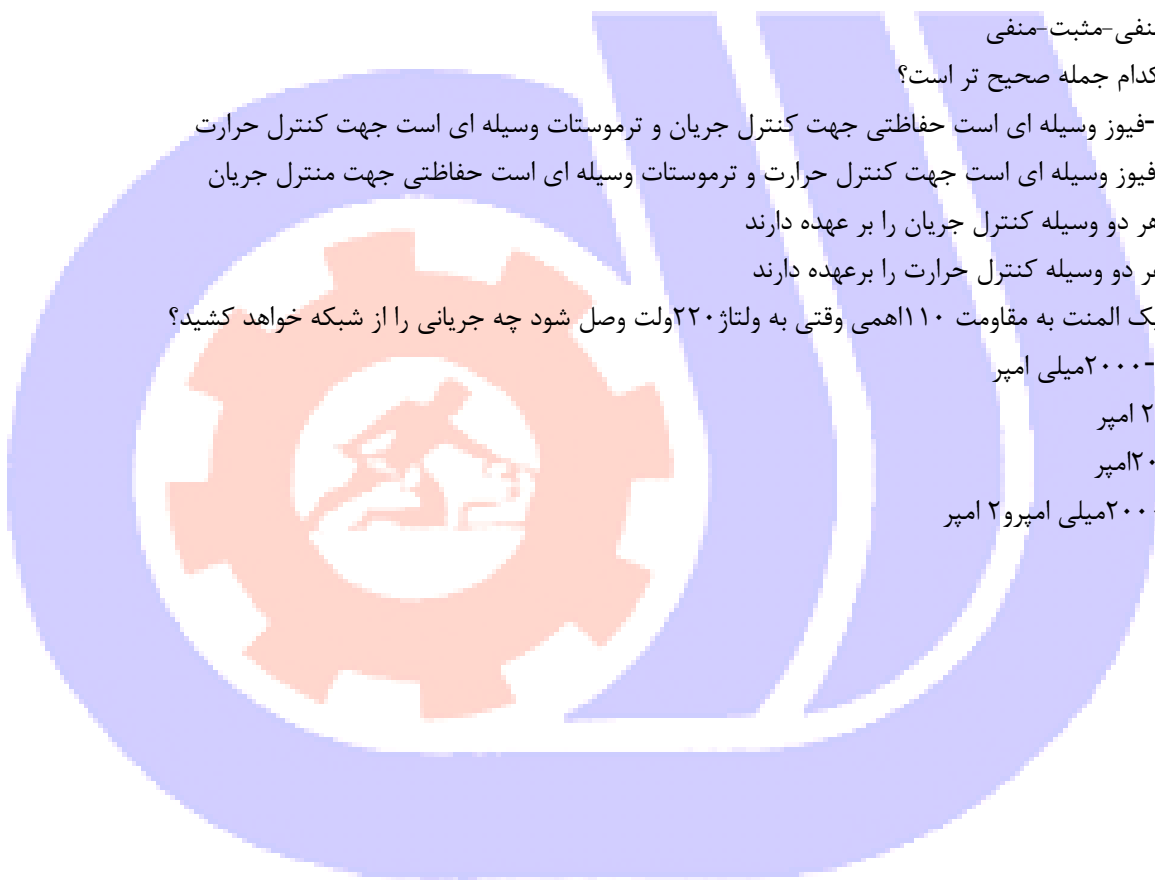 منفی-مثبت-منفی
کدام جمله صحیح تر است؟
-فیوز وسیله ای است حفاظتی جهت کنترل جریان و ترموستات وسیله ای است جهت کنترل حرارت
فیوز وسیله ای است جهت کنترل حرارت و ترموستات وسیله ای است حفاظتی جهت منترل جریان
هر دو وسیله کنترل جریان را بر عهده دارند
هر دو وسیله کنترل حرارت را برعهده دارند
یک المنت به مقاومت ۱۱۰اهمی وقتی به ولتاژ۲۲۰ولت وصل شود چه جریانی را از شبکه خواهد کشید؟
-۲۰۰۰میلی امپر
۲ امپر
۲۰امپر
۲۰۰۰میلی امپرو۲ امپر